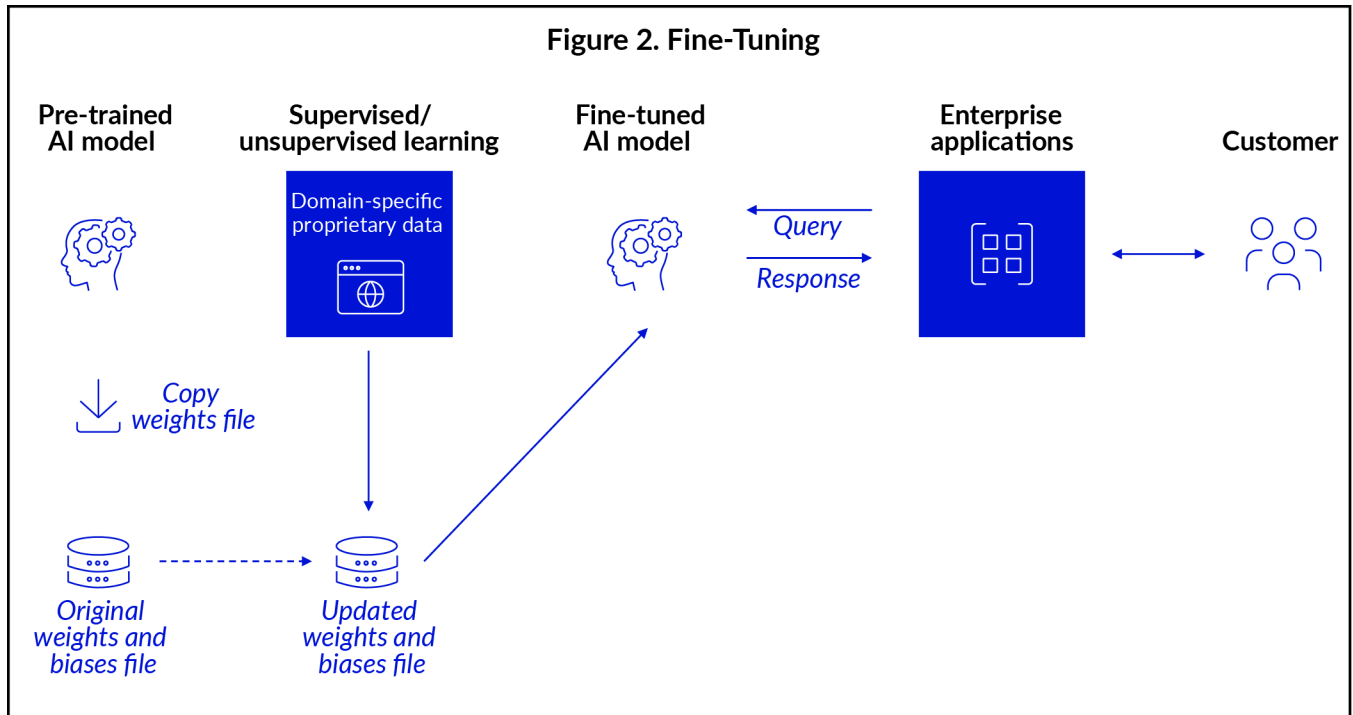 Figure 2. Fine-Tuning
Pre-trained
AI model
Supervised/
unsupervised learning
Fine-tuned
AI model
Enterprise
applications
Customer
Domain-specific
proprietary data
Query
Response
Copy
weights file
Original
weights and
biases file
Updated
weights and
biases file